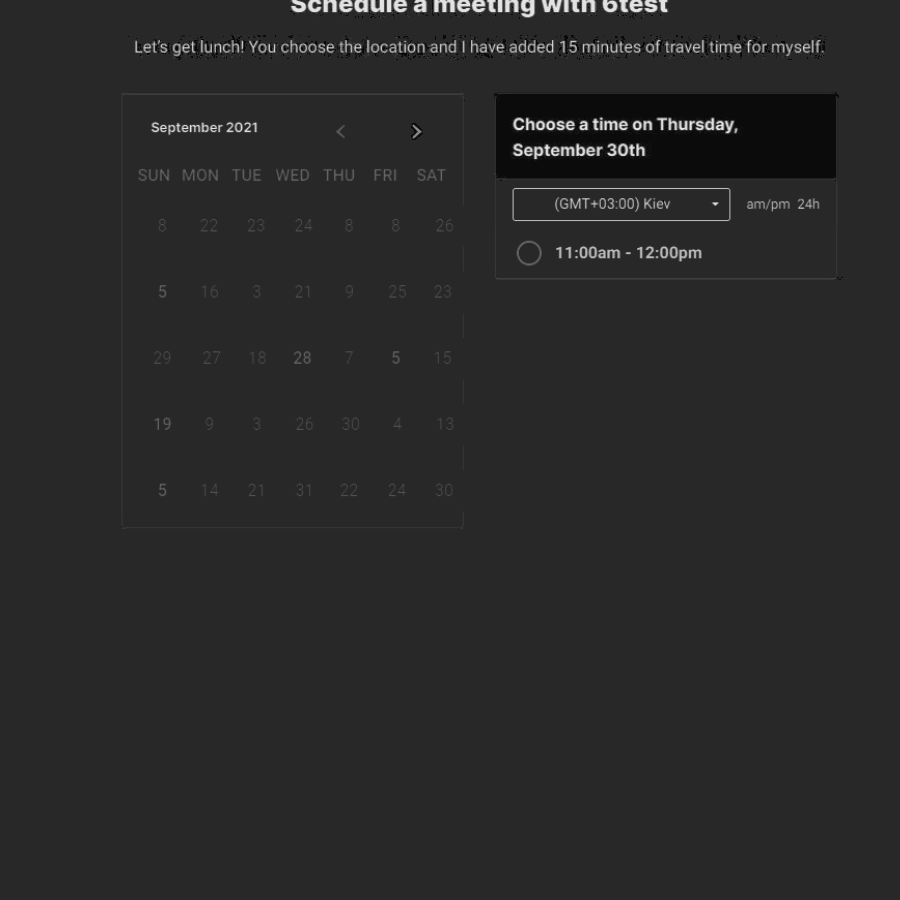 Schedule a meeting with 6test
Let's get lunch! You choose the location and I have added 15 minutes of travel time for myself.
September 2021
SUN MON TUE WED THU FRI SAT
8 22 23 24 8 8 26
5 16 3 21 9 25 23
29 27 18 28 7 5 15
19 9 3 26 30 4 13
5 14 21 31 22 24 30
Choose a time on Thursday,
September 30th
(GMT+03:00) Kiev am/pm 24h
11:00am - 12:00pm